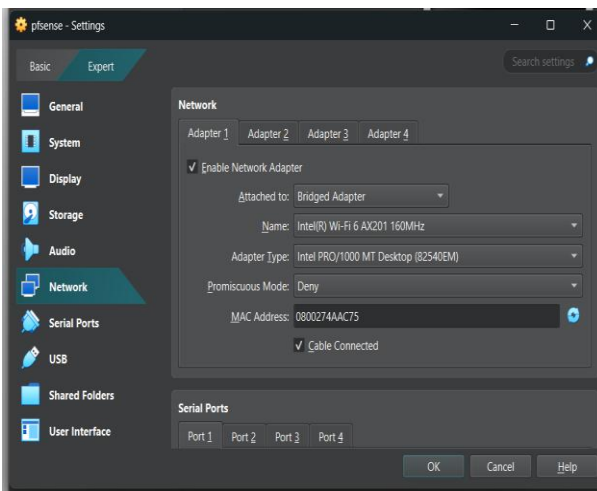 pfsense - Settings
Basic Expert Search settings
General
System
Display
Storage
Audio
Network
Serial Ports
USB
Shared Folders
User Interface
Network
Adapter 1 Adapter 2 Adapter 3 Adapter 4
Enable Network Adapter
Attached to: Bridged Adapter
Name: Intel(R) Wi-Fi 6 AX201 160MHz
Adapter Type: Intel PRO/1000 MT Desktop (82540EM)
Promiscuous Mode: Deny
MAC Address: 0800274AAC75
Cable Connected
Serial Ports
Port 1 Port 2 Port 3 Port 4
OK Cancel Help